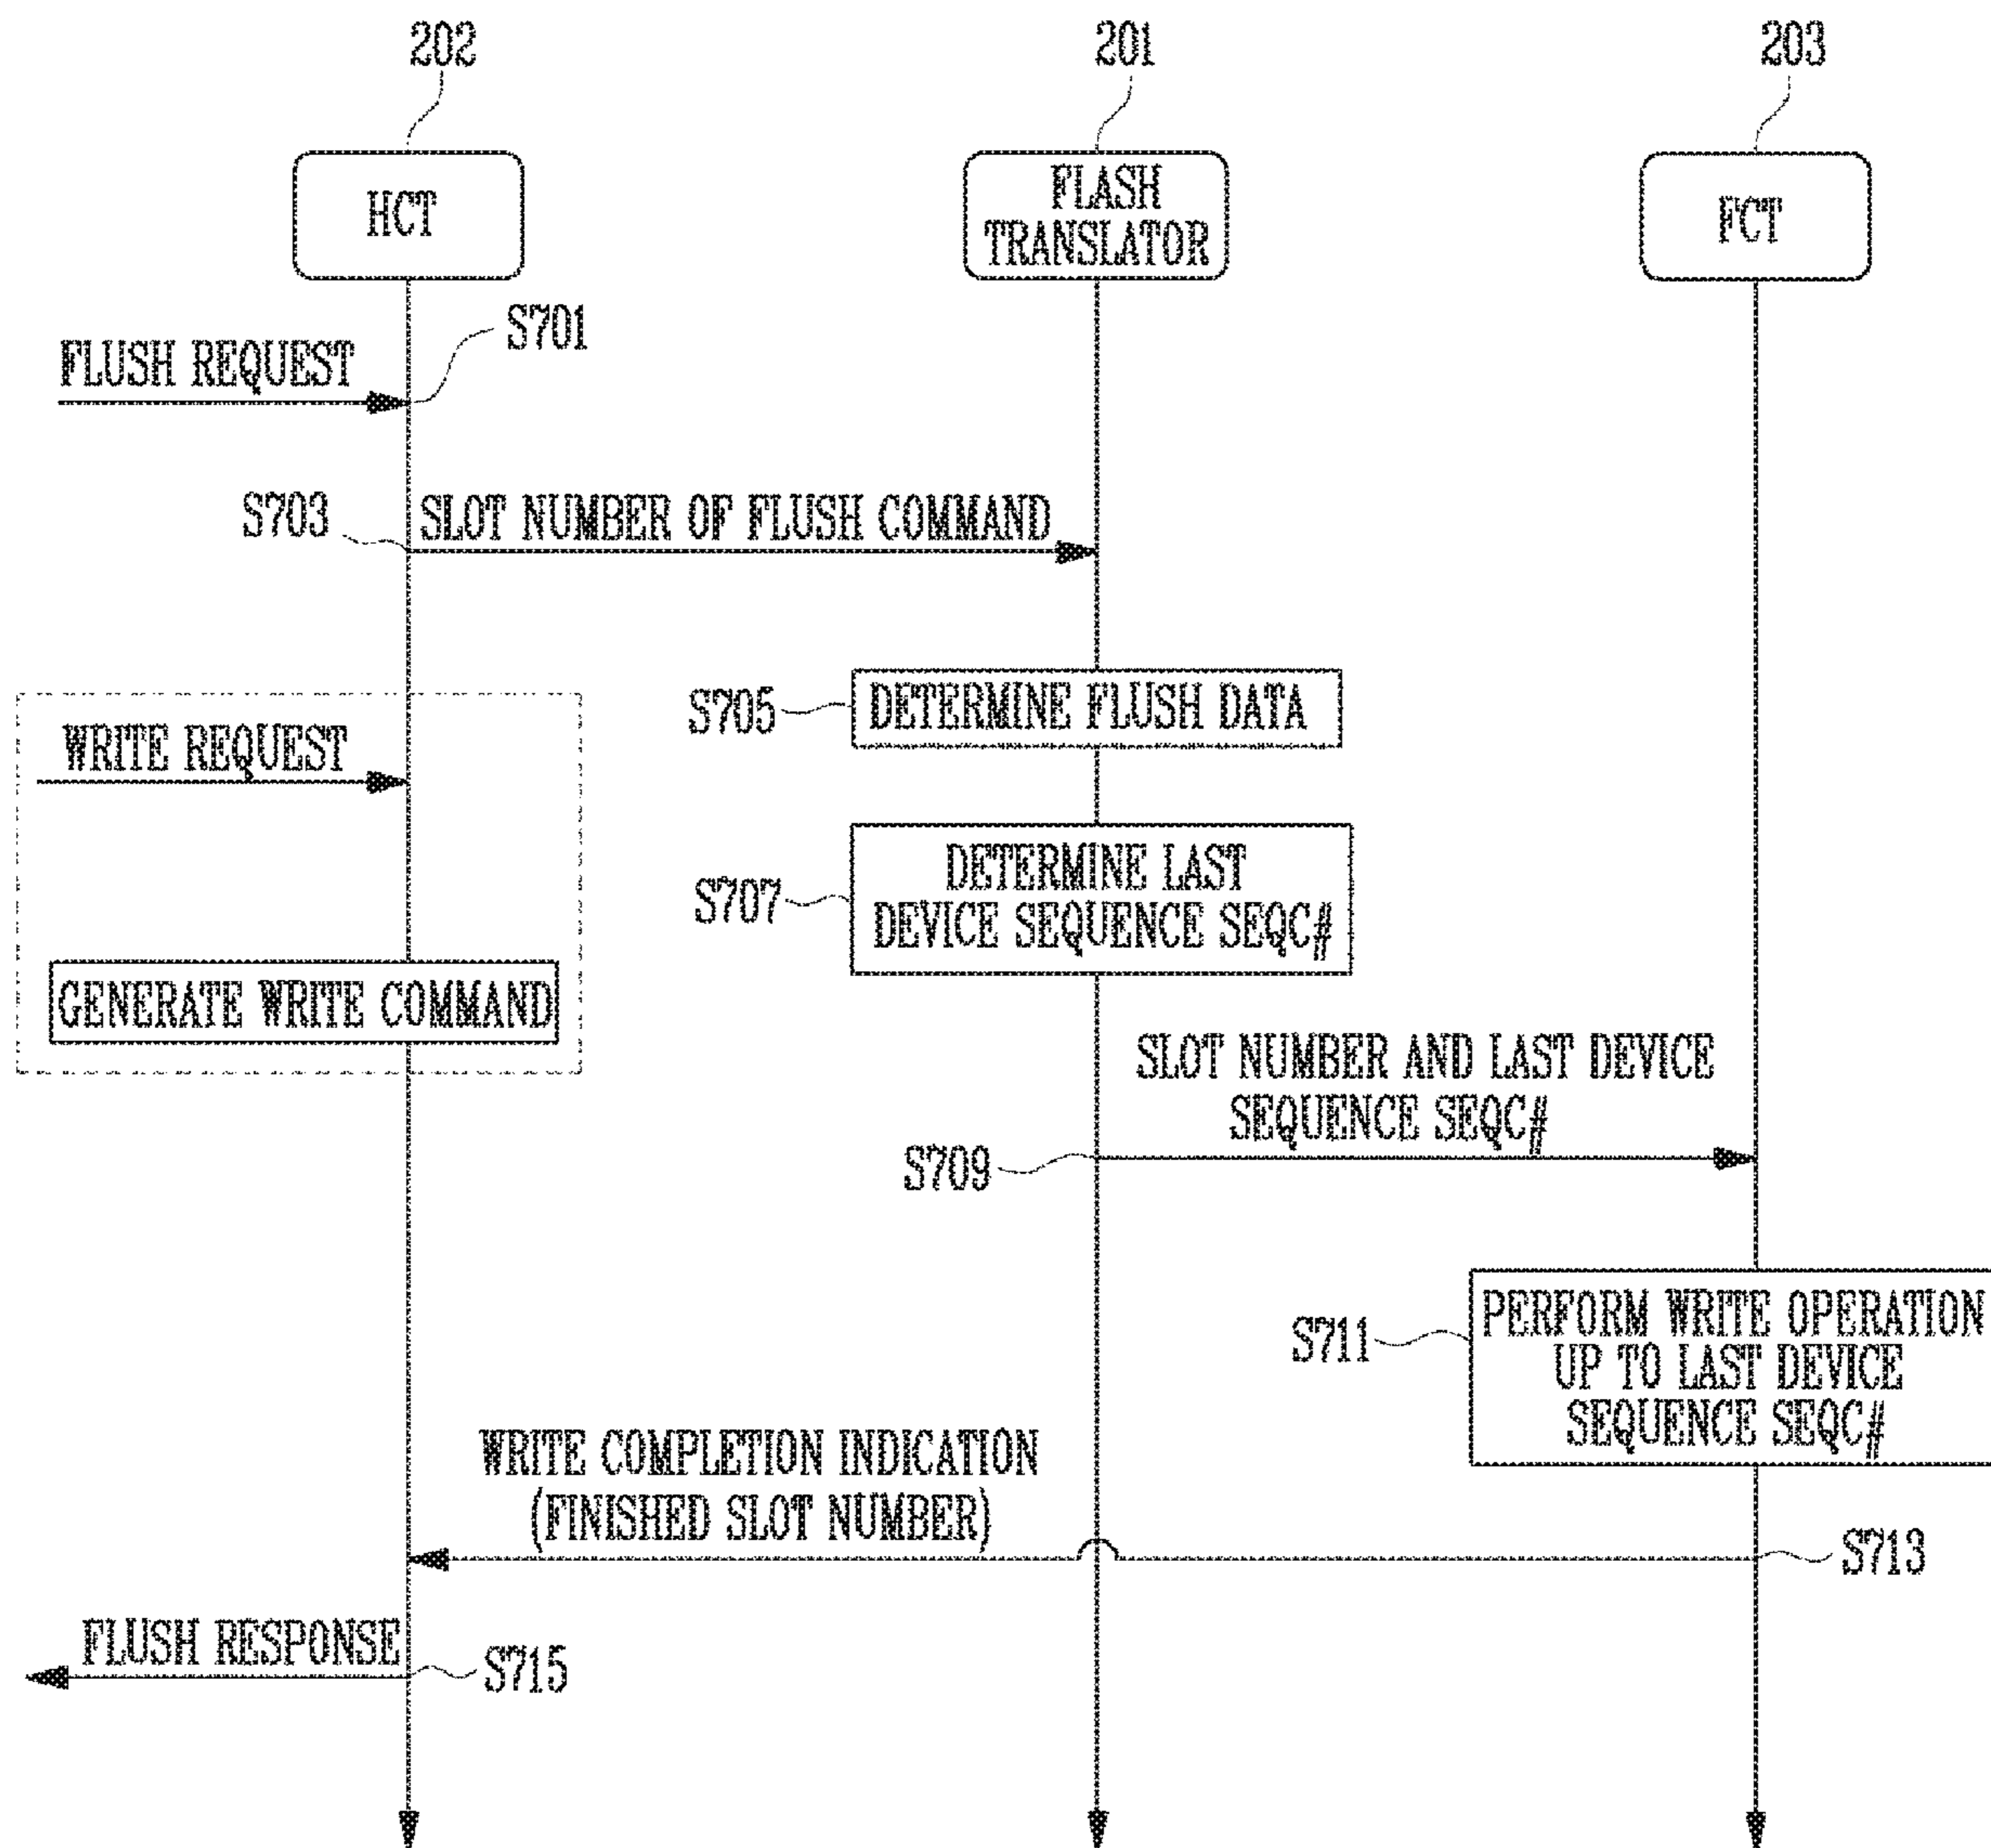 202
201
203
HCT
FLASH
TRANSLATOR
FCT
S701
FLUSH REQUEST
S703
SLOT NUMBER OF FLUSH COMMAND
S705
DETERMINE FLUSH DATA
WRITE REQUEST
S707
DETERMINE LAST
DEVICE SEQUENCE SEQC#
GENERATE WRITE COMMAND
SLOT NUMBER AND LAST DEVICE
SEQUENCE SEQC#
S709
S711
PERFORM WRITE OPERATION
UP TO LAST DEVICE
SEQUENCE SEQC#
WRITE COMPLETION INDICATION
(FINISHED SLOT NUMBER)
S713
FLUSH RESPONSE
S715